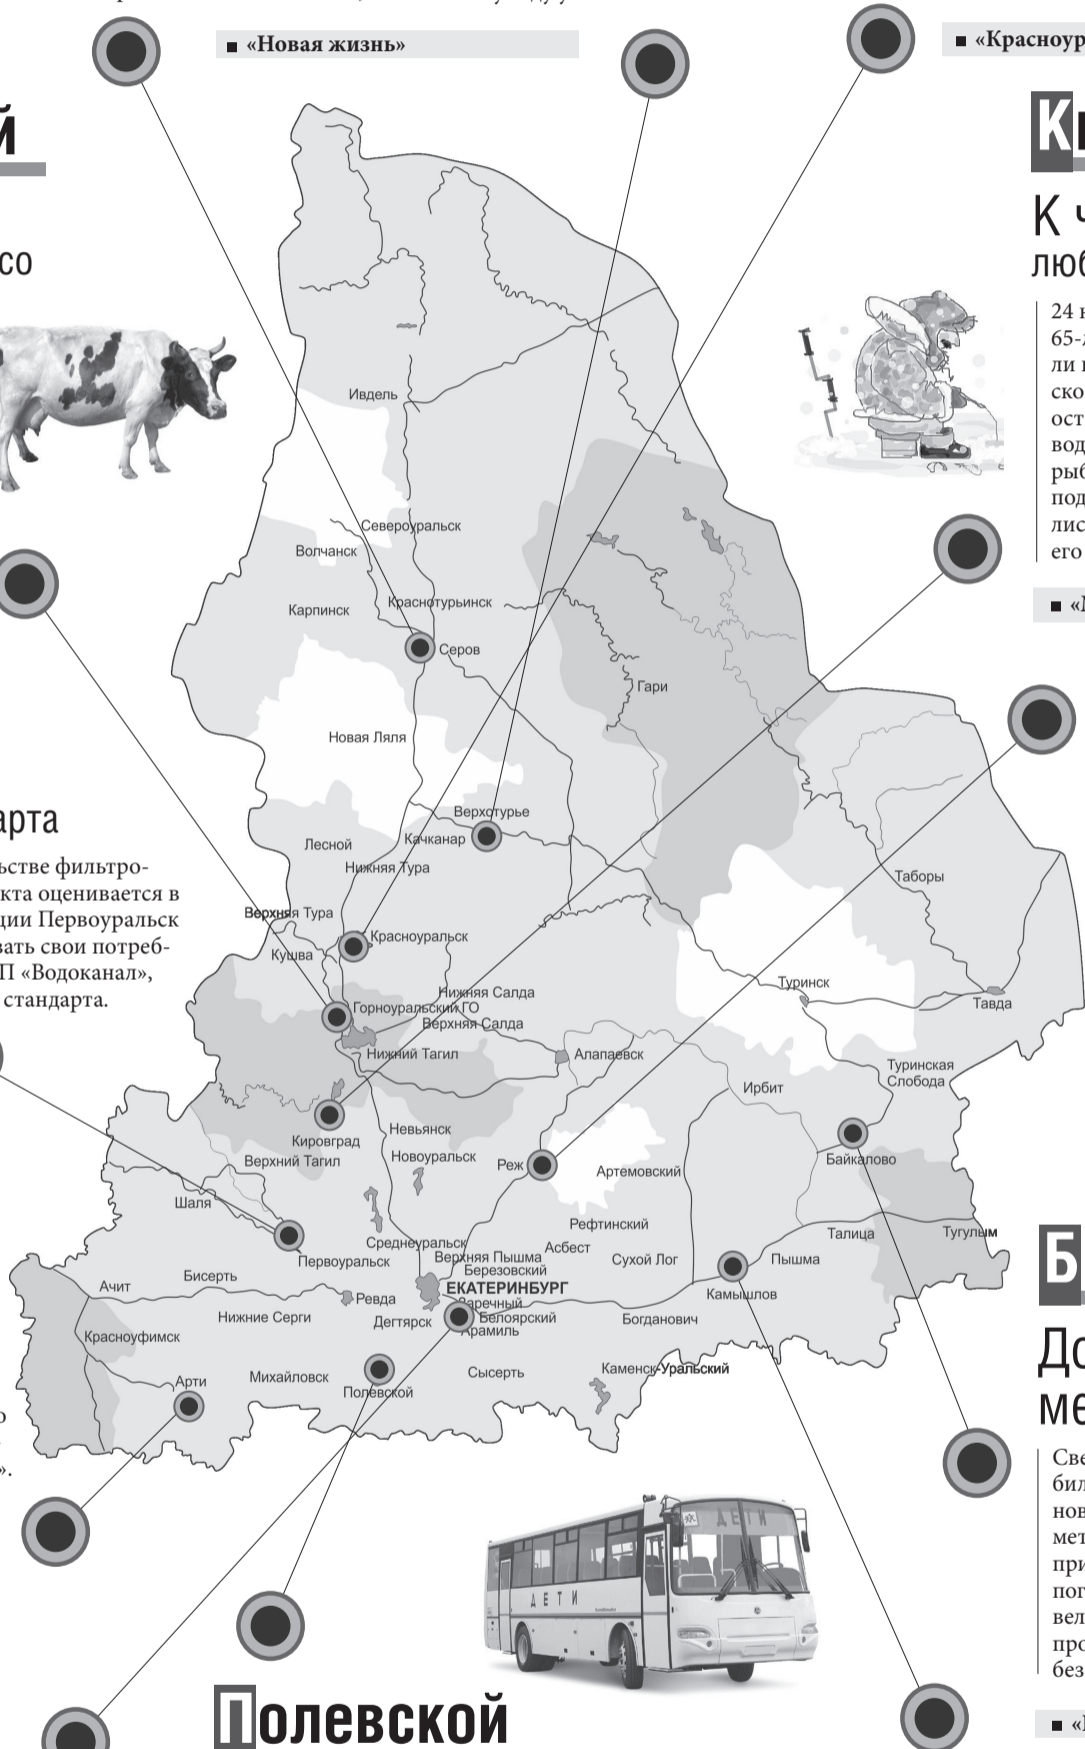 ■ «Новая жизнь»
■ «Красноур
й
К
К ч
люб
со
24 н
65-л
ли
ско
ост
вод
рыб
под
лис
его
■ «
Ивдель
Североуральск
Волчанск
Карпинск
Краснотурьинск
Серов
Гари
Новая Ляля
Верхотурье
Качканар
Лесной
Нижняя Тура
Таборы
Верхняя Тура
Красноуральск
Кушва
Нижняя Салда
Горноуральский ГО
Верхняя Салда
Туринск
Тавда
Нижний Тагил
Алапаевск
Туринская
Слобода
Ирбит
Невьянск
Кировград
Верхний Тагил
Новоуральск
Реж
Артемовский
Байкалово
Шаля
Рефтинский
Талица
Тугулым
Среднеуральск
Первоуральск
Верхняя Пышма
Асбест
Сухой Лог
Пышма
Березовский
ЕКАТЕРИНБУРГ
Камышлов
Ачит
Бисерть
Ревда
Заречный
Нижние Серги
Дегтярск
Белоярский
Богданович
Арамиль
Красноуфимск
Арти
Михайловск
Полевской
Сысерть
Каменск-Уральский
арта
ьстве фильтро-
кта оценивается в
ции Первоуральск
вать свои потреб-
П «Водоканал»,
стандарта.
о
».
ДЕТИ
ДЕТИ
Полевской
Б
До
ме
Све
бил
нов
мет
при
пог
вел
про
без
■ «